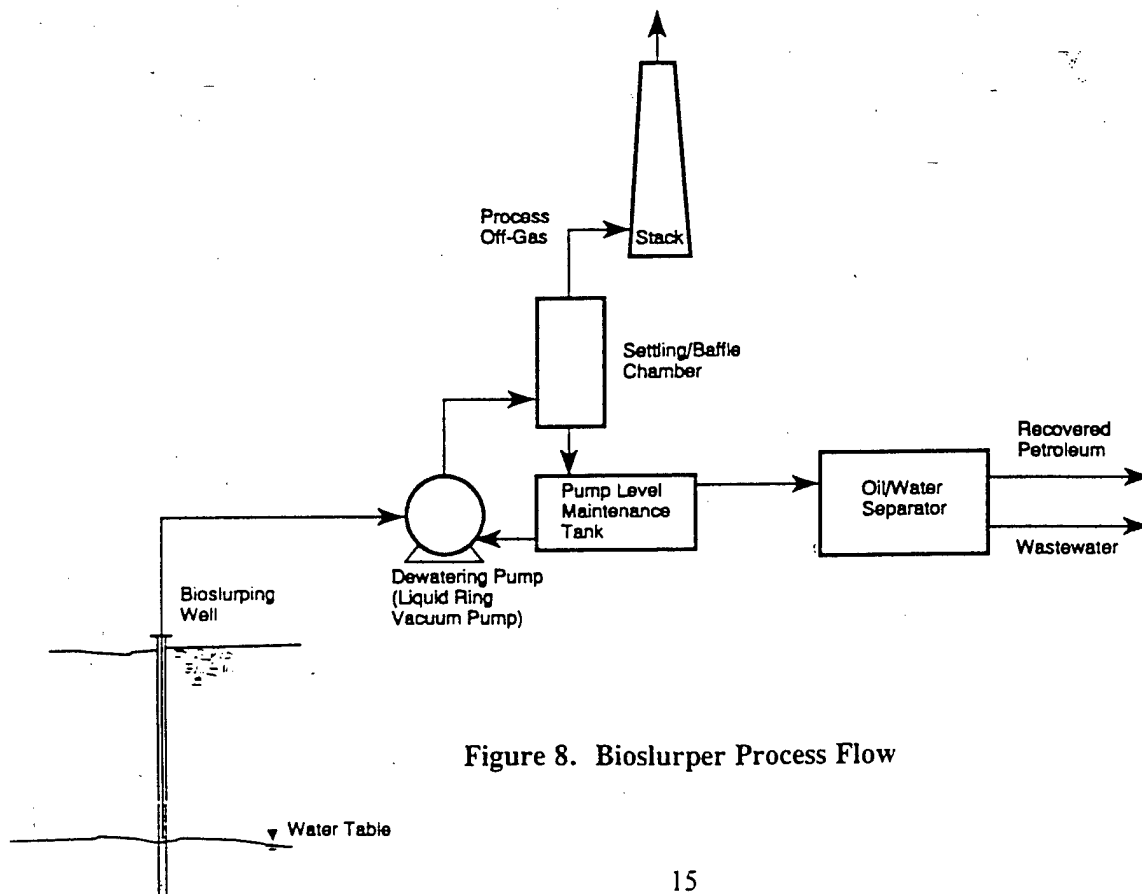 Process
Off-Gas
Stack
Settling/Baffle
Chamber
Recovered
Petroleum
Pump Level
Maintenance
Tank
Oil/Water
Separator
Wastewater
Dewatering Pump
(Liquid Ring
Vacuum Pump)
Bioslurping
Well
Figure 8. Bioslurper Process Flow
Water Table
15